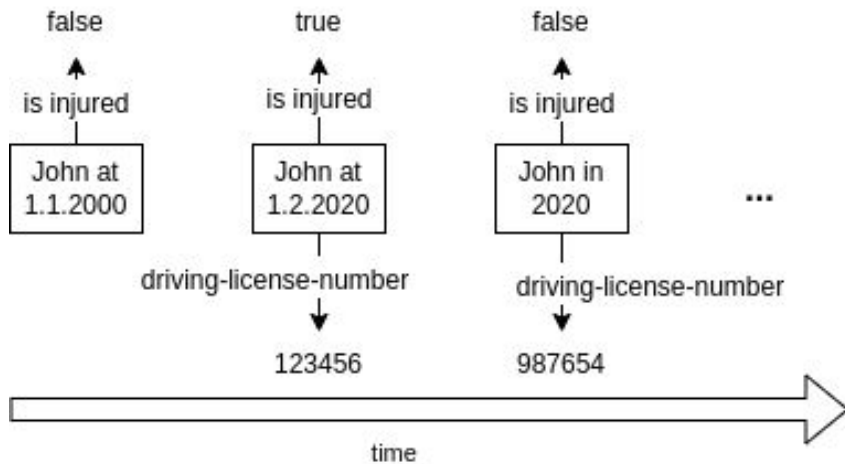 false true false
is injured is injured is injured
John at John at John in
1.1.2000 1.2.2020 2020 ...
driving-license-number driving-license-number
123456 987654
time